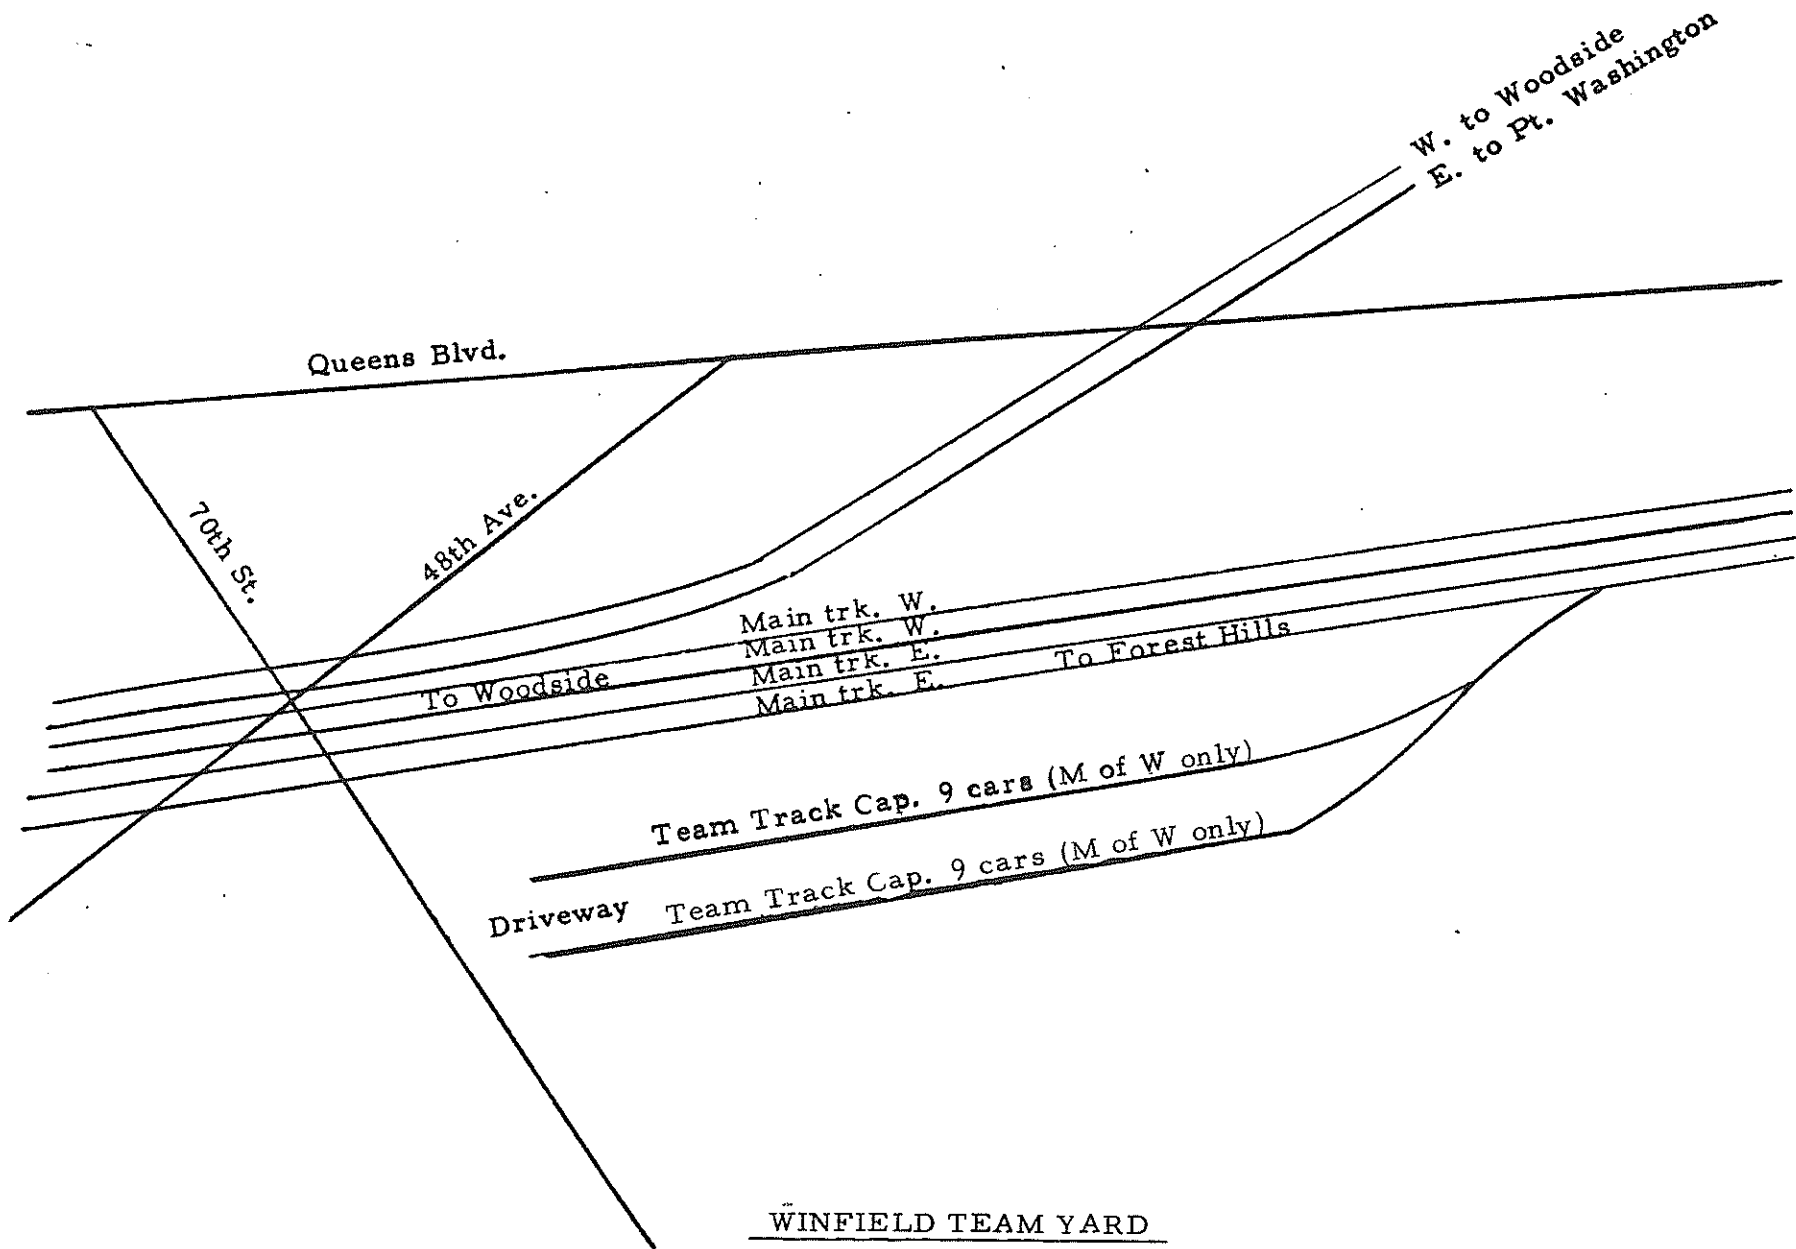 W. to Woodside
E. to Pt. Washington
Queens Blvd.
70th St.
48th Ave.
Main trk. W.
Main trk. W.
Main trk. E.
Main trk. E.
To Woodside
To Forest Hills
Team Track Cap. 9 cars (M of W only)
Driveway
Team Track Cap. 9 cars (M of W only)
WINFIELD TEAM YARD